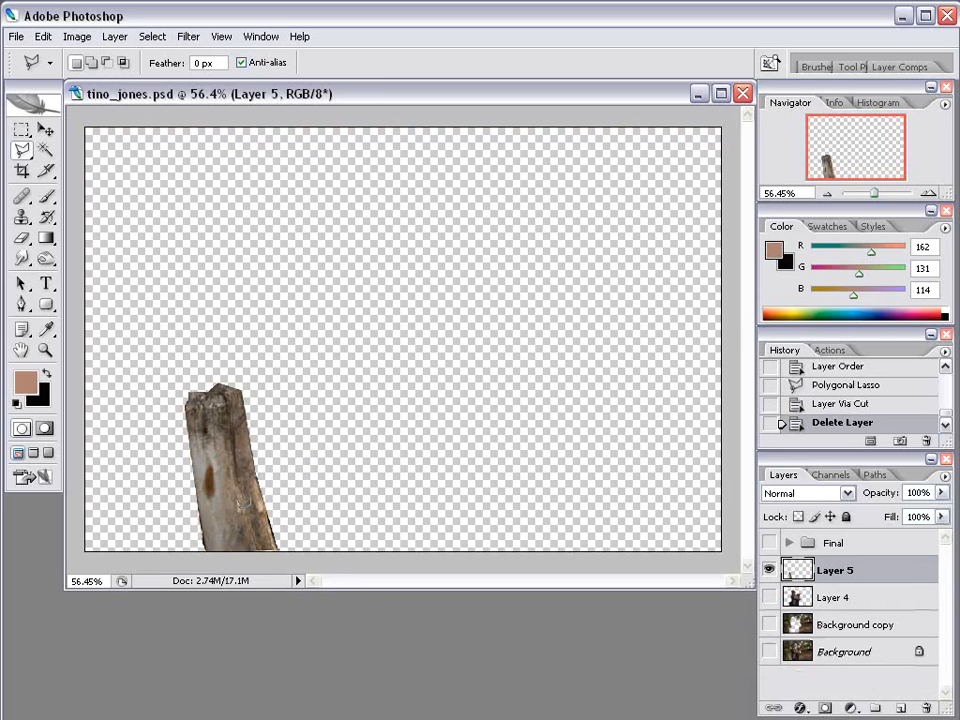 Adobe Photoshop
File Edit Image Layer Select Filter View Window Help
Feather: 0 px Anti-alias
Brushe Tool P Layer Comps
tino_jones.psd @ 56.4% (Layer 5, RGB/8*)
Navigator Info Histogram
56.45%
Color Swatches Styles
R 162
G 131
B 114
History Actions
Layer Order
Polygonal Lasso
Layer Via Cut
Delete Layer
Layers Channels Paths
Normal Opacity: 100%
Lock: Fill: 100%
Final
Layer 5
Layer 4
Background copy
Background
56.45% Doc: 2.74M/17.1M